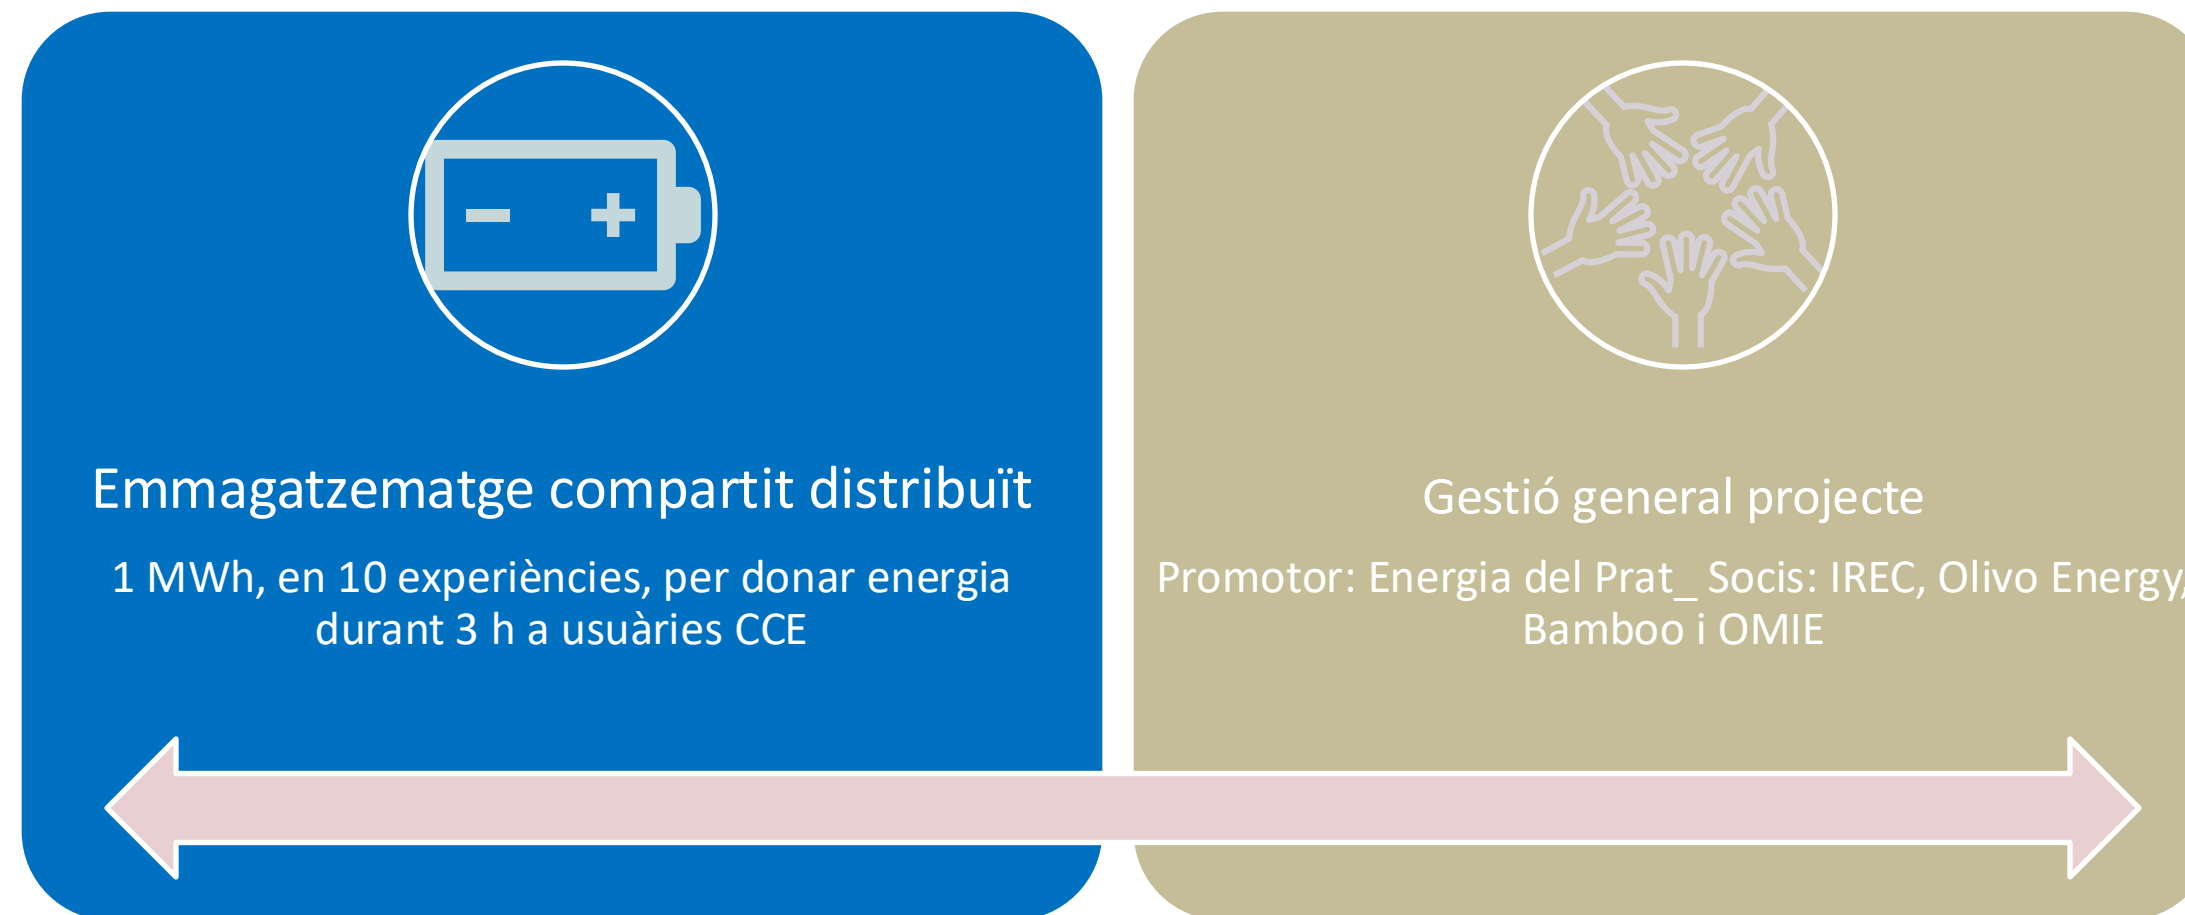 Emmagatzematge compartit distribuït
1 MWh, en 10 experiències, per donar energia
durant 3 h a usuàries CCE
Gestió general projecte
Promotor: Energia del Prat_ Socis: IREC, Olivo Energy,
Bamboo i OMIE